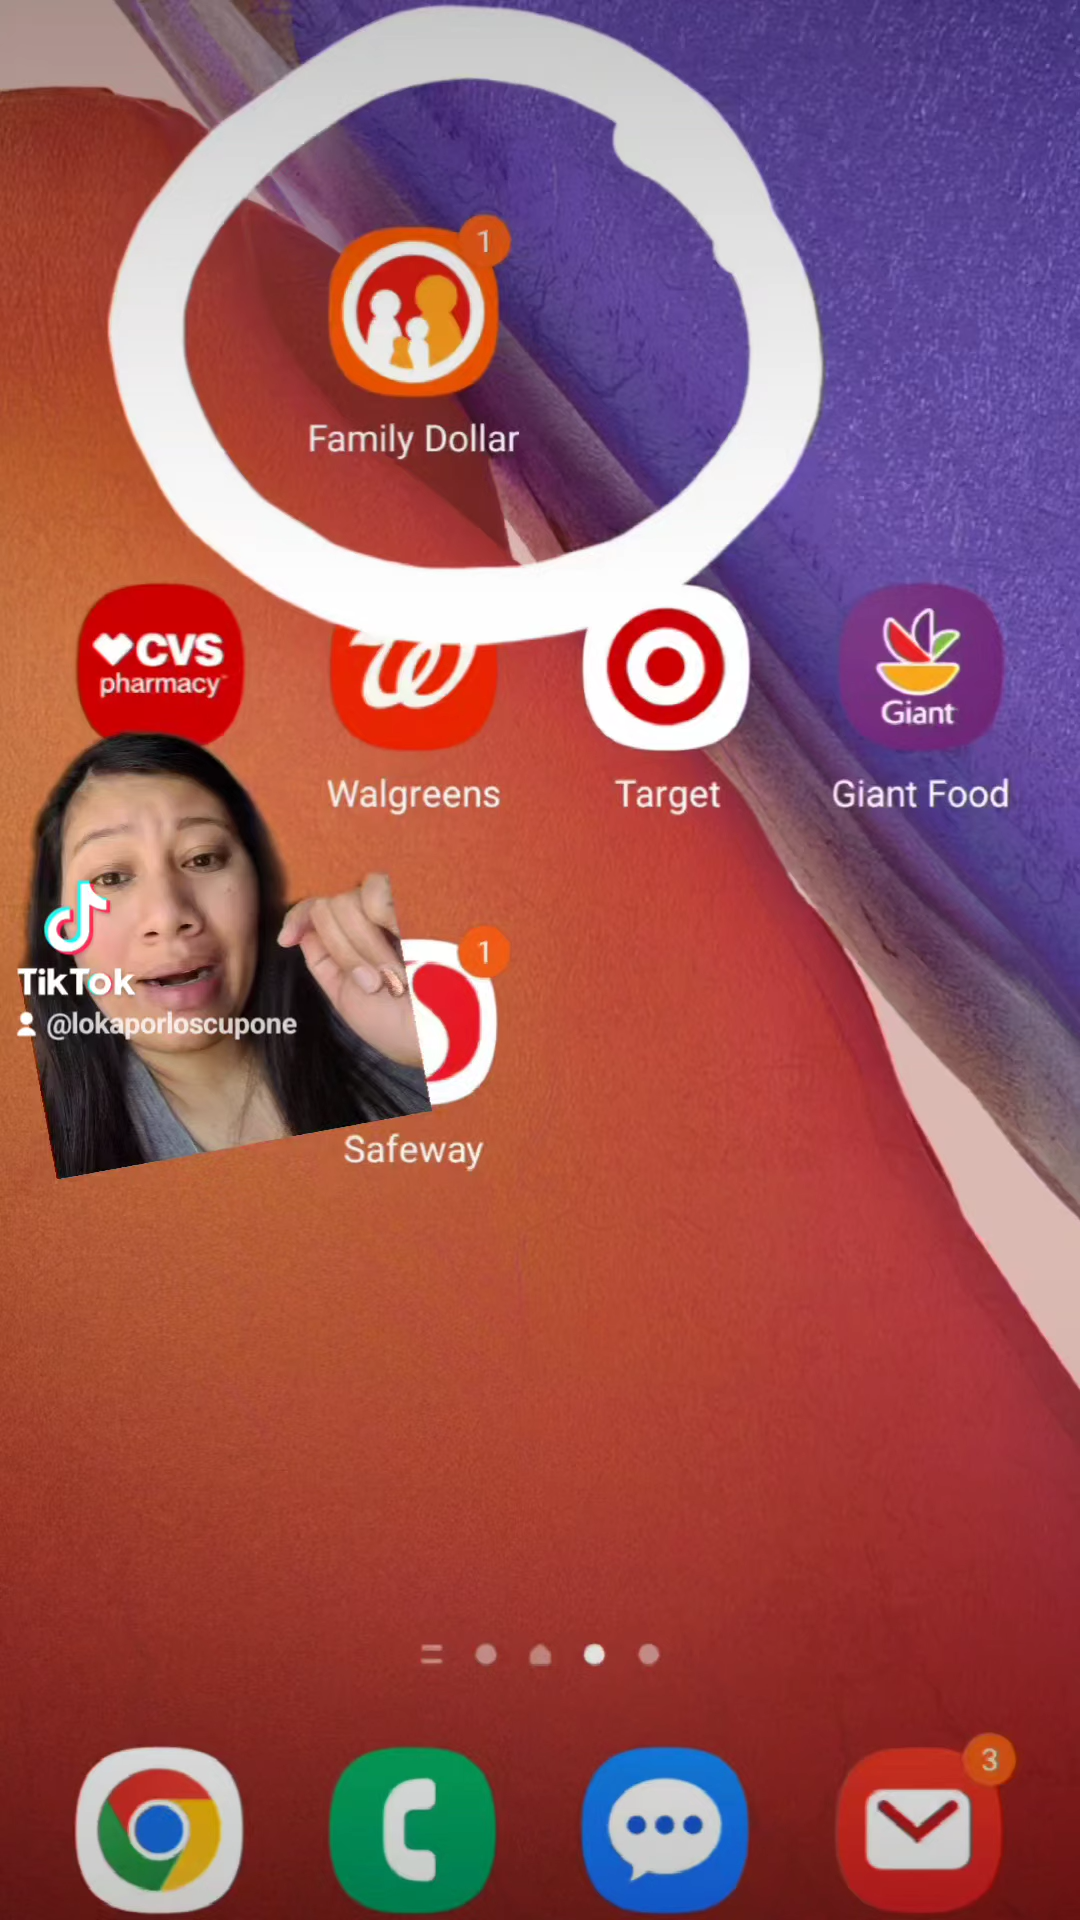 1
Family Dollar
CVS
pharmacy
Giant
Walgreens
Target
Giant Food
1
TikTok
@lokaporloscupone
Safeway
3